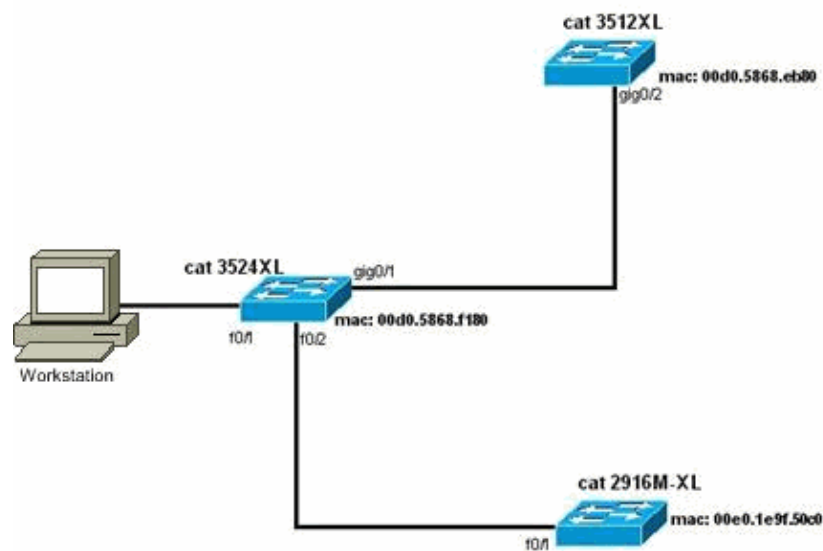 cat 3512XL
mac: 00d0.5868.eb80
gig0/2
cat 3524XL
gig0/1
mac: 00d0.5868.f180
f0/1
f0/2
Workstation
cat 2916M-XL
mac: 00e0.1e9f.50c0
f0/1